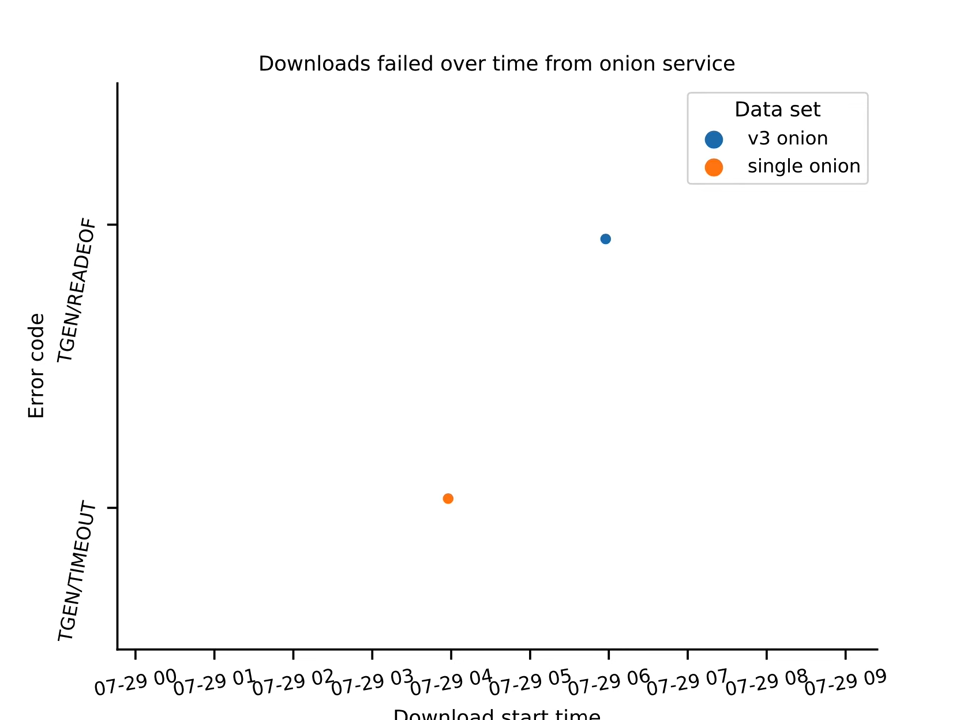 Downloads failed over time from onion service
Data set
v3 onion
single onion
Error code
TGEN/READEOF
TGEN/TIMEOUT
07-29 00
07-29 01
07-29 02
07-29 03
07-29 04
07-29 05
07-29 06
07-29 07
07-29 08
07-29 09
Download start time